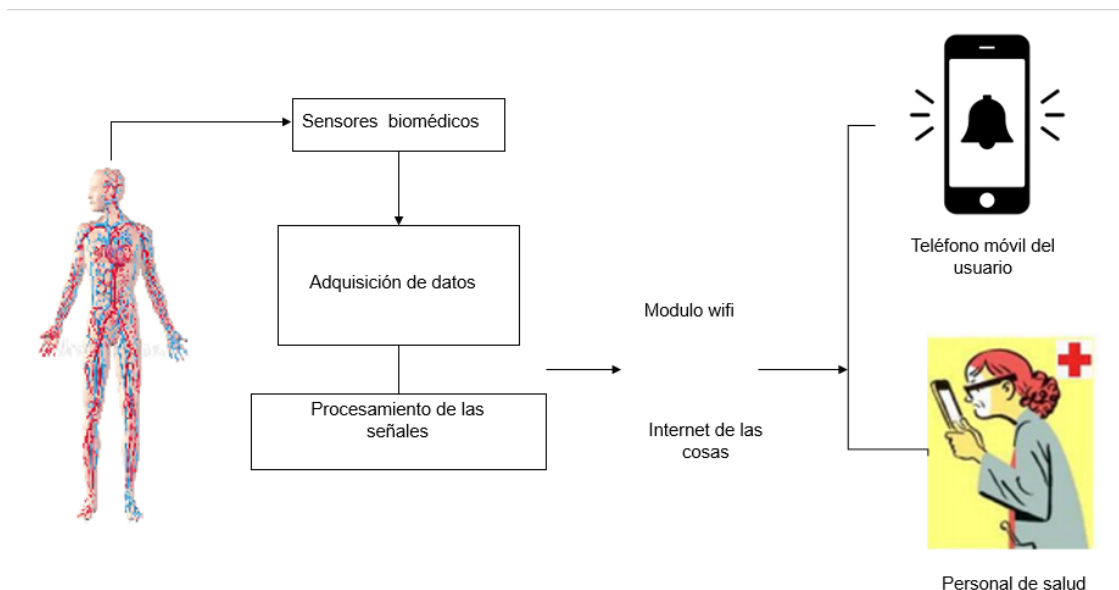 Sensores biomédicos
Adquisición de datos
Procesamiento de las
señales
Modulo wifi
Internet de las
cosas
Teléfono móvil del
usuario
Personal de salud